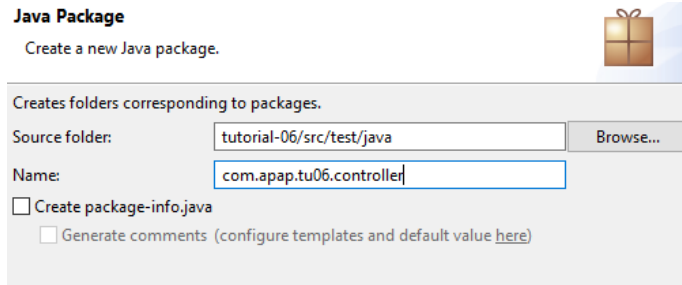 Java Package
Create a new Java package.
Creates folders corresponding to packages.
Source folder: tutorial-06/src/test/java Browse...
Name: com.apap.tu06.controller
Create package-info.java
Generate comments (configure templates and default value here)